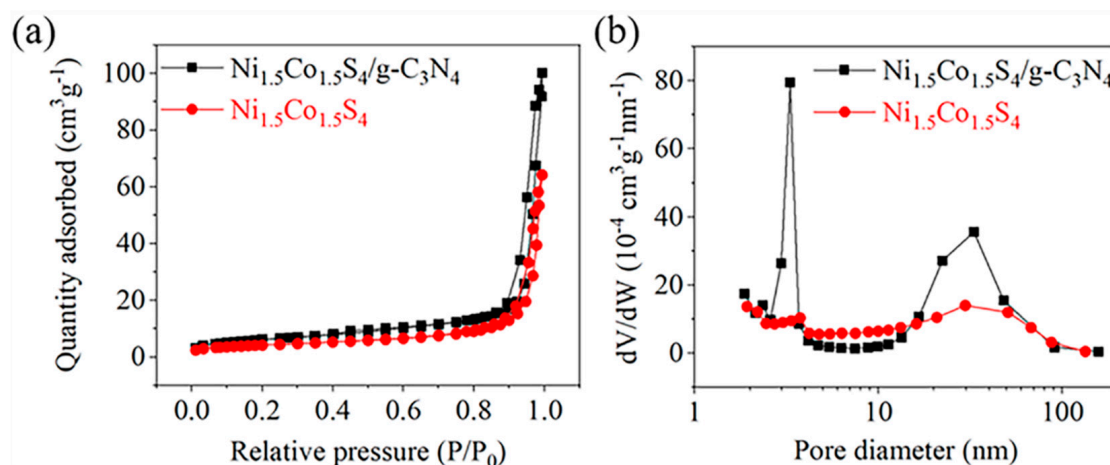 (a)
Quantity adsorbed (cm³g⁻¹)
100
80
60
40
20
0
Ni₁.₅Co₁.₅S₄/g-C₃N₄
Ni₁.₅Co₁.₅S₄
0.0 0.2 0.4 0.6 0.8 1.0
Relative pressure (P/P₀)
(b)
dV/dW (10⁻⁴ cm³g⁻¹nm⁻¹)
80
60
40
20
0
Ni₁.₅Co₁.₅S₄/g-C₃N₄
Ni₁.₅Co₁.₅S₄
1 10 100
Pore diameter (nm)